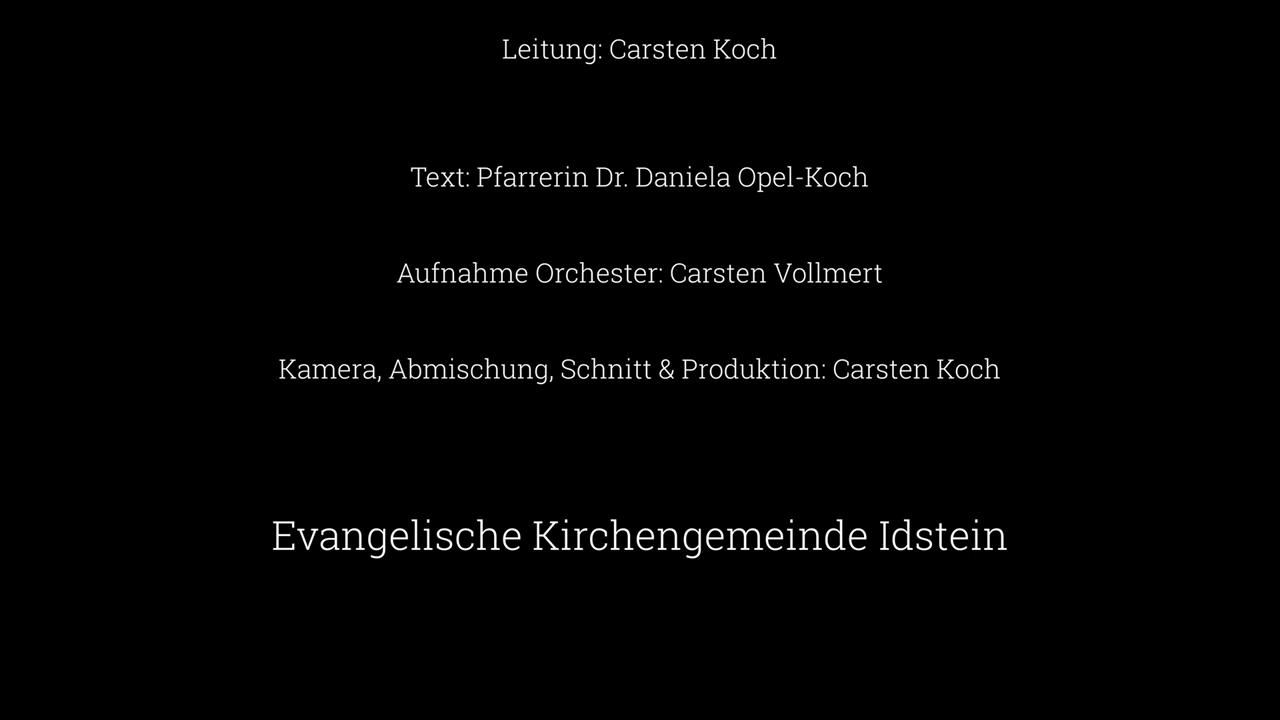 Leitung: Carsten Koch
Text: Pfarrerin Dr. Daniela Opel-Koch
Aufnahme Orchester: Carsten Vollmert
Kamera, Abmischung, Schnitt & Produktion: Carsten Koch
Evangelische Kirchengemeinde Idstein